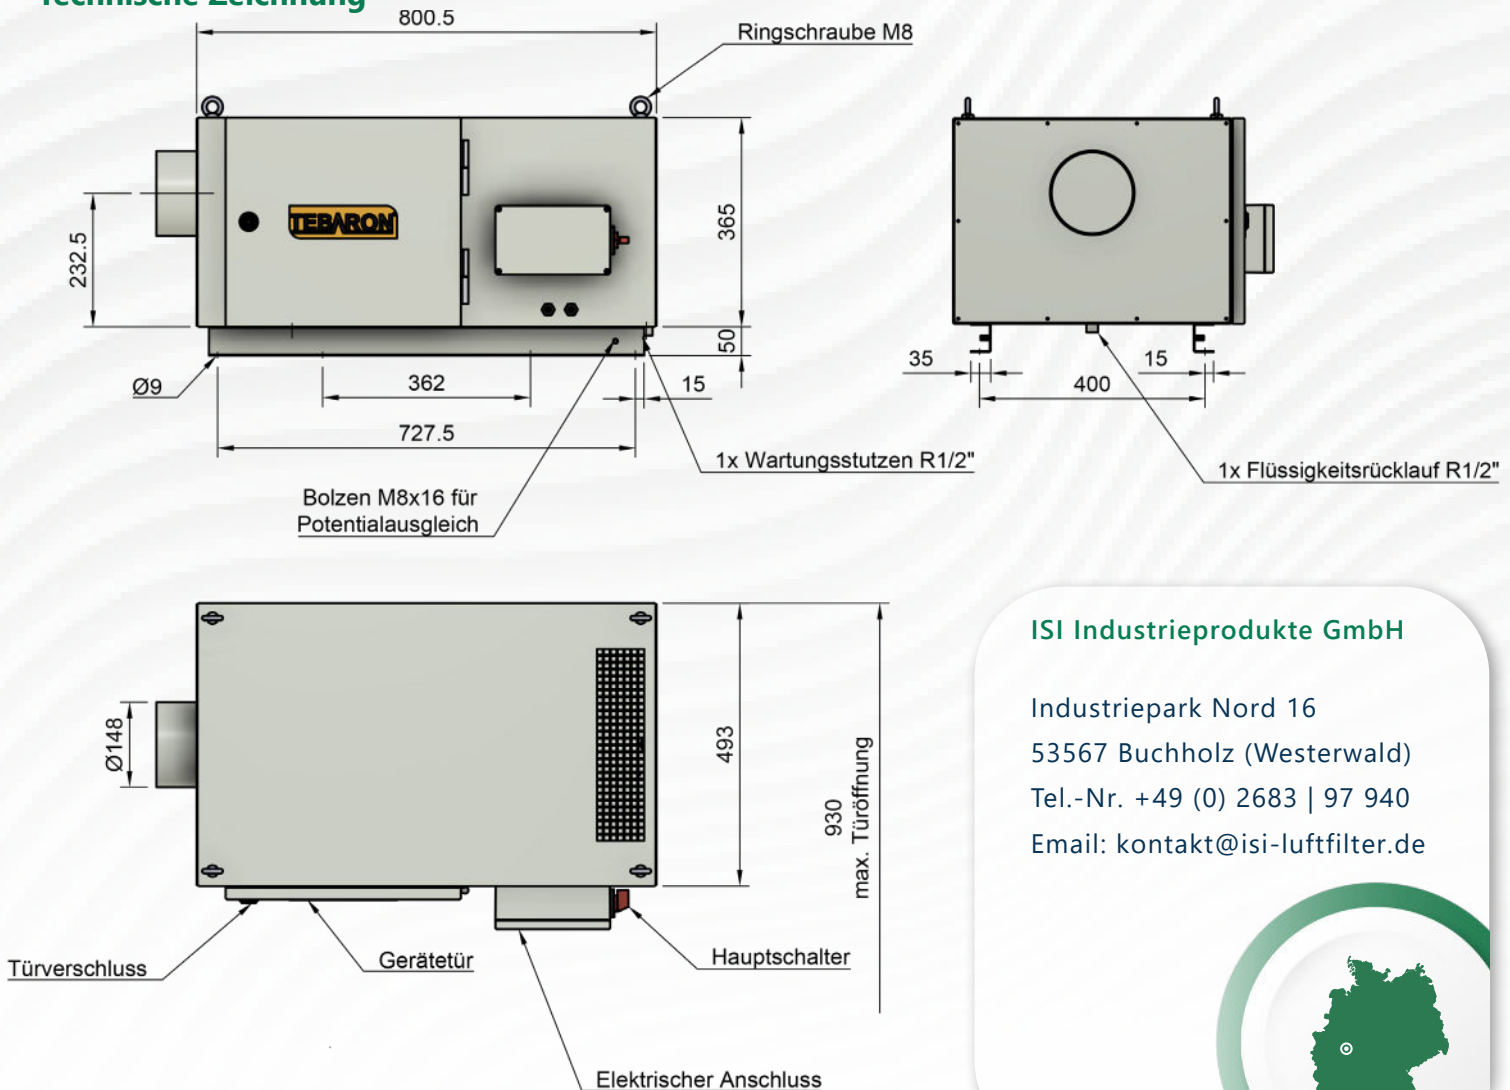 Technische Zeichnung
800.5
Ringschraube M8
TEBARON
232.5
365
50
Ø9
362
15
727.5
1x Wartungsstutzen R1/2"
Bolzen M8x16 für
Potentialausgleich
35
15
400
1x Flüssigkeitsrücklauf R1/2"
Ø148
493
930
max. Türöffnung
Türverschluss
Gerätetür
Hauptschalter
Elektrischer Anschluss
ISI Industrieprodukte GmbH
Industriepark Nord 16
53567 Buchholz (Westerwald)
Tel.-Nr. +49 (0) 2683 | 97 940
Email: kontakt@isi-luftfilter.de